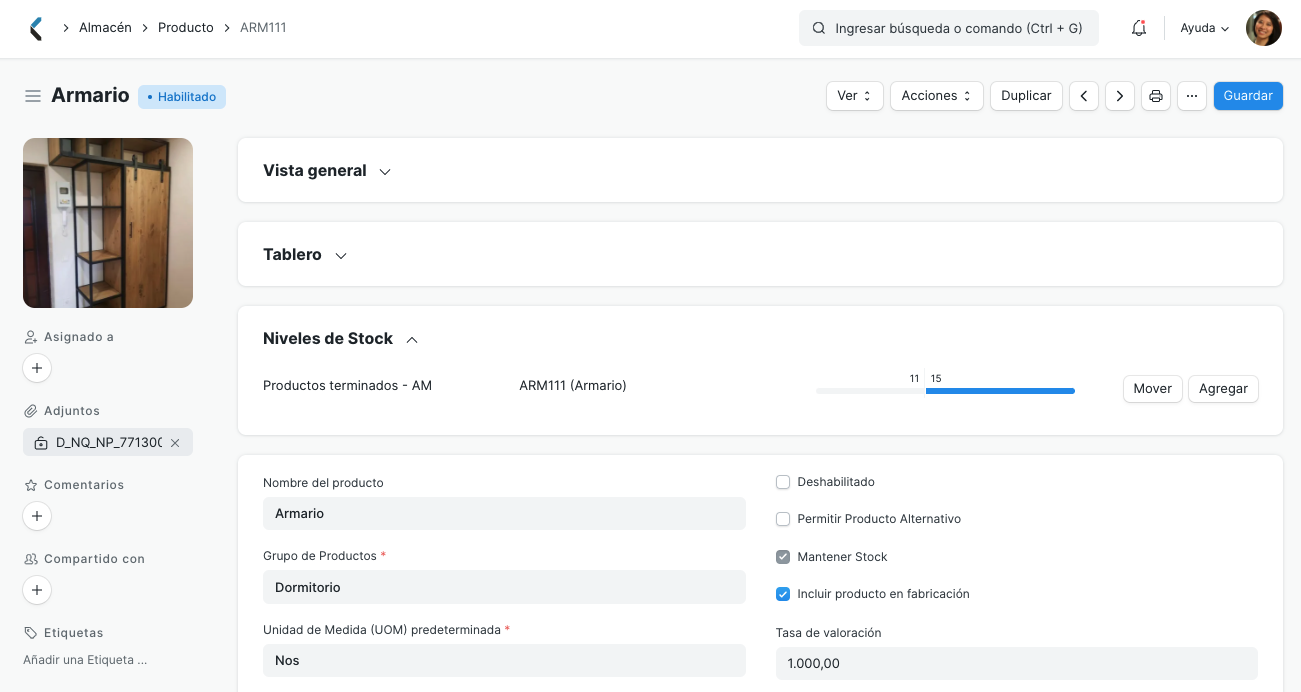 Almacén
Producto
ARM111
Ingresar búsqueda o comando (Ctrl + G)
Ayuda
Armario
Habilitado
Ver
Acciones
Duplicar
Guardar
Vista general
Tablero
Niveles de Stock
Productos terminados - AM
ARM111 (Armario)
11
15
Mover
Agregar
Asignado a
Adjuntos
D_NQ_NP_771300
Comentarios
Compartido con
Etiquetas
Añadir una Etiqueta ...
Nombre del producto
Armario
Grupo de Productos *
Dormitorio
Unidad de Medida (UOM) predeterminada *
Nos
Deshabilitado
Permitir Producto Alternativo
Mantener Stock
Incluir producto en fabricación
Tasa de valoración
1.000,00